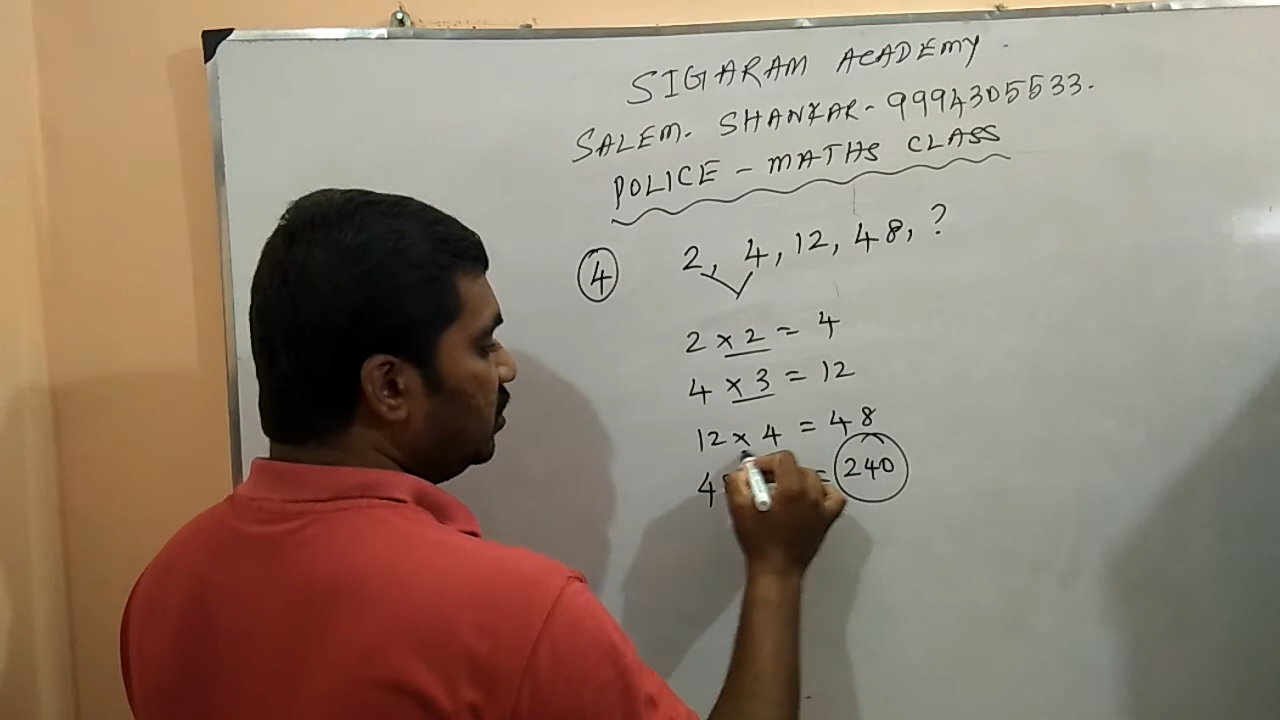 SIGARAM ACADEMY.
SALEM. SHANKAR - 9994305533.
POLICE - MATHS CLASS
4 2, 4, 12, 48, ?
2 × 2 = 4
4 × 3 = 12
12 × 4 = 48
= 240